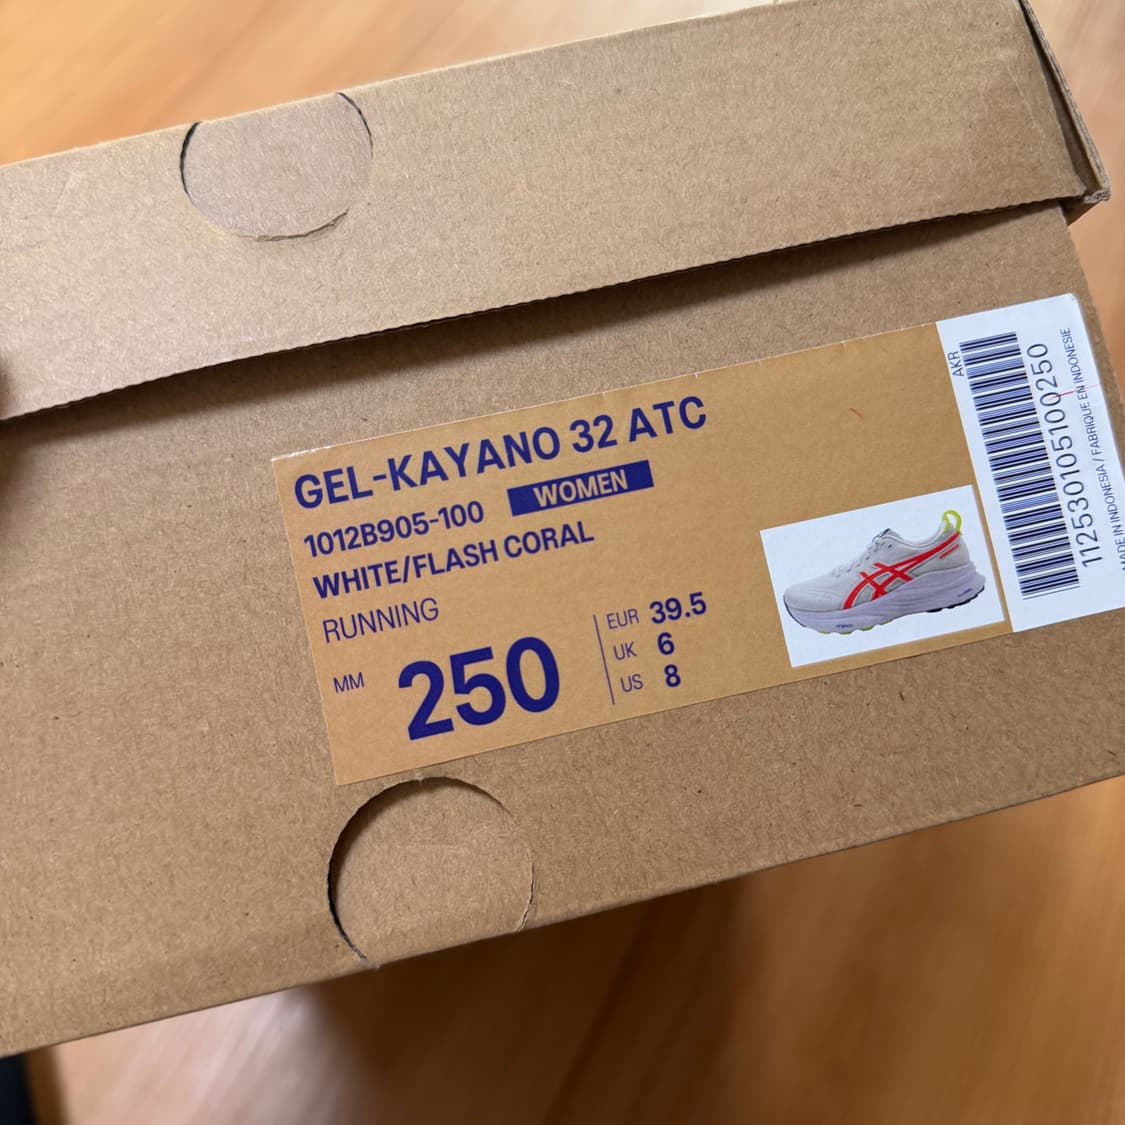 GEL-KAYANO 32 ATC
1012B905-100 WOMEN
WHITE/FLASH CORAL
RUNNING
MM 250
EUR 39.5
UK 6
US 8
AKR
112530105100250
MADE IN INDONESIA / FABRIQUE EN INDONESIE